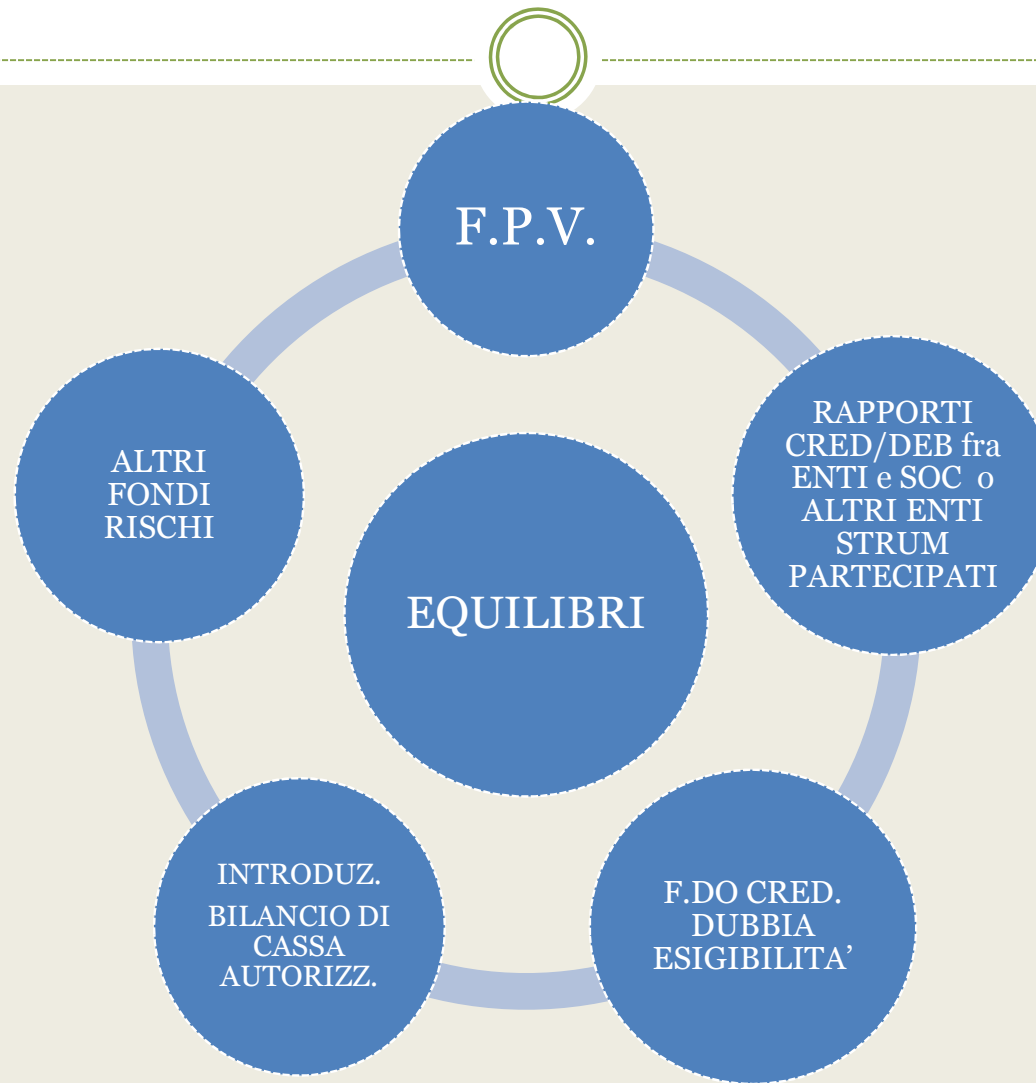 F.P.V.
RAPPORTI
CRED/DEB fra
ENTI e SOC o
ALTRI ENTI
STRUM
PARTECIPATI
ALTRI
FONDI
RISCHI
EQUILIBRI
INTRODUZ.
BILANCIO DI
CASSA
AUTORIZZ.
F.DO CRED.
DUBBIA
ESIGIBILITA’